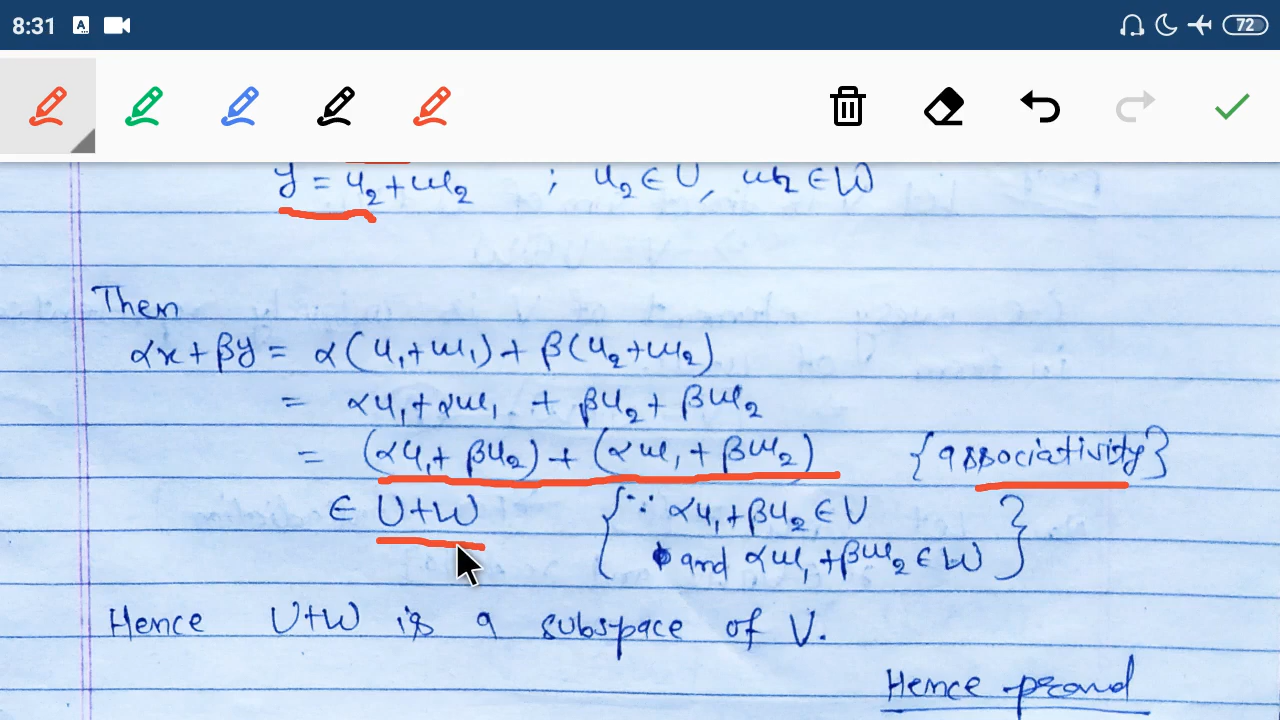 8:31 A 72
y = u₂+w₂ ; u₂∈U, w₂∈W
Then
αx+βy = α(u₁+w₁)+β(u₂+w₂)
= αu₁+αw₁ + βu₂+βw₂
= (αu₁+βu₂)+(αw₁+βw₂) {associativity}
∈ U+W {∵ αu₁+βu₂∈U
and αw₁+βw₂∈W}
Hence U+W is a subspace of V.
Hence proved